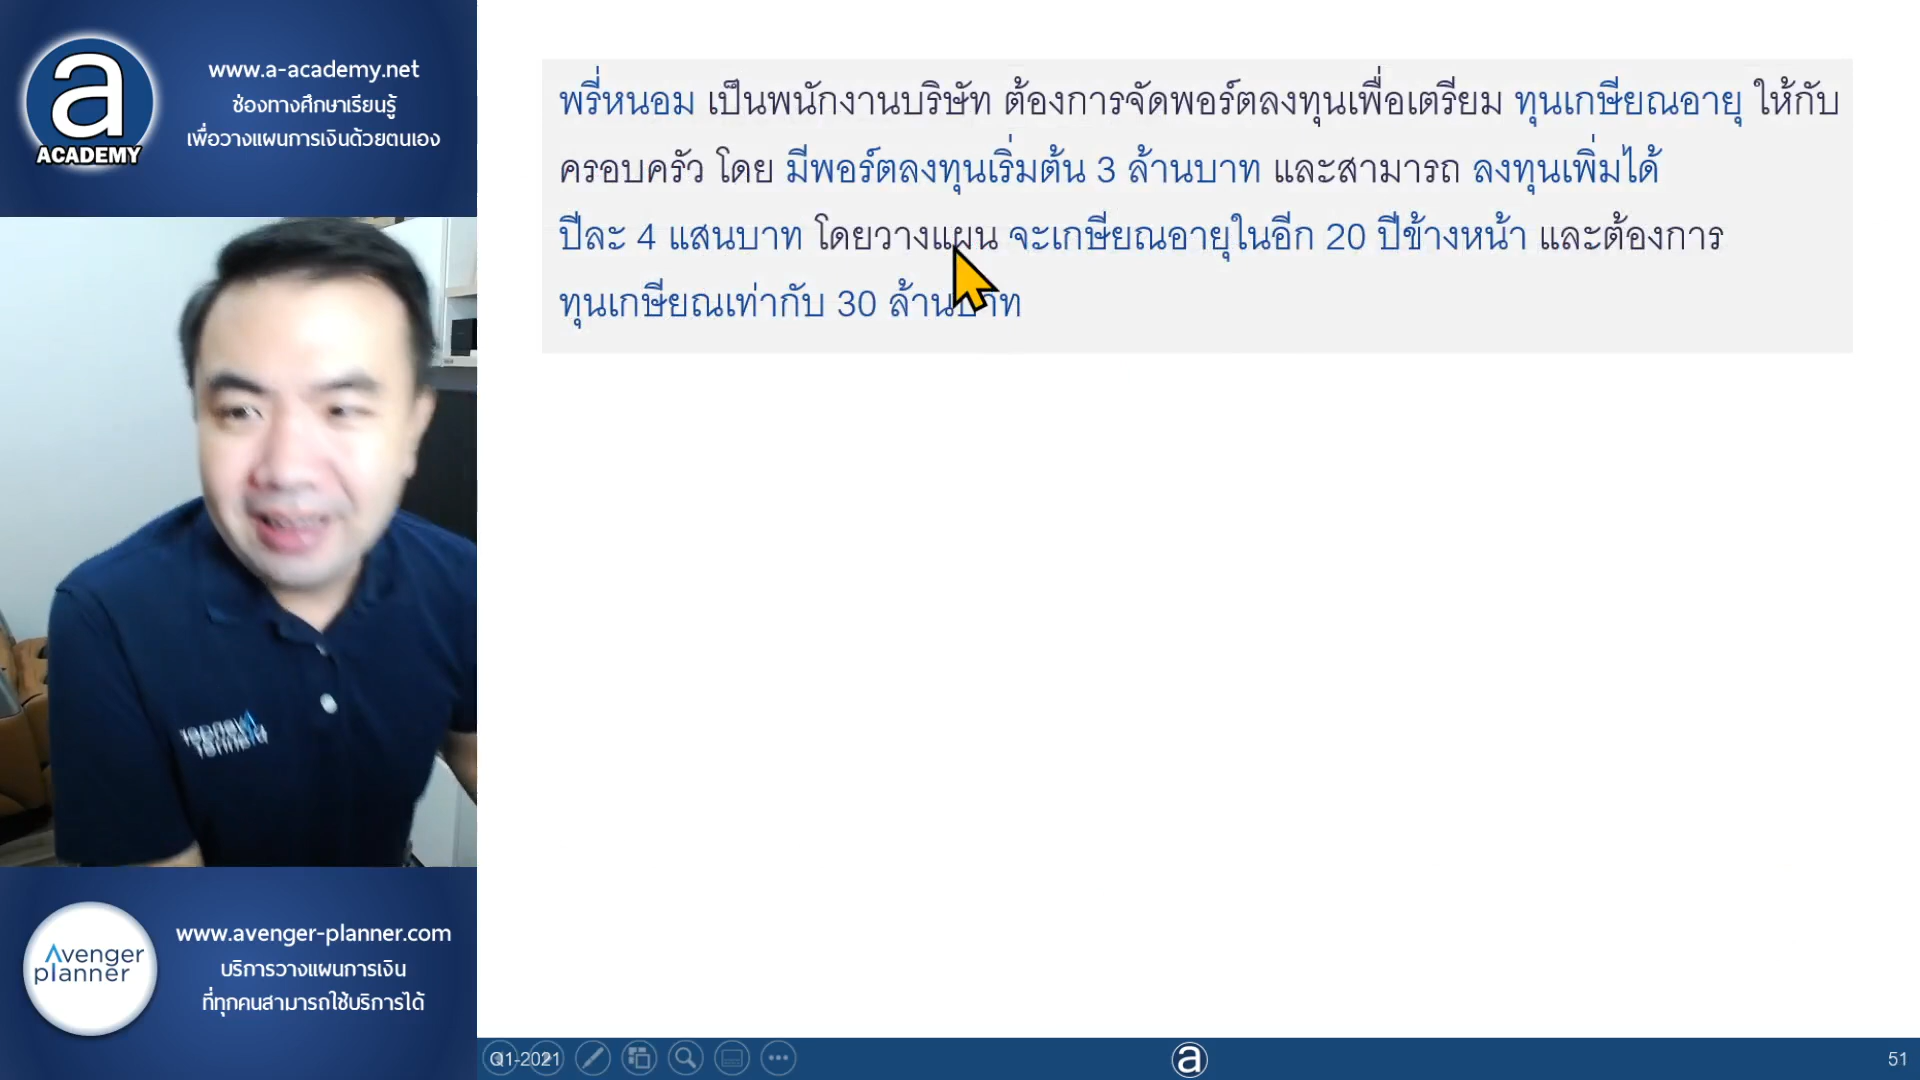 a
ACADEMY
www.a-academy.net
ช่องทางศึกษาเรียนรู้
เพื่อวางแผนการเงินด้วยตนเอง
พรี่หนอม เป็นพนักงานบริษัท ต้องการจัดพอร์ตลงทุนเพื่อเตรียม ทุนเกษียณอายุ ให้กับ
ครอบครัว โดย มีพอร์ตลงทุนเริ่มต้น 3 ล้านบาท และสามารถ ลงทุนเพิ่มได้
ปีละ 4 แสนบาท โดยวางแผน จะเกษียณอายุในอีก 20 ปีข้างหน้า และต้องการ
ทุนเกษียณเท่ากับ 30 ล้านบาท
Avenger
planner
www.avenger-planner.com
บริการวางแผนการเงิน
ที่ทุกคนสามารถใช้บริการได้
Q1-2021
a
51